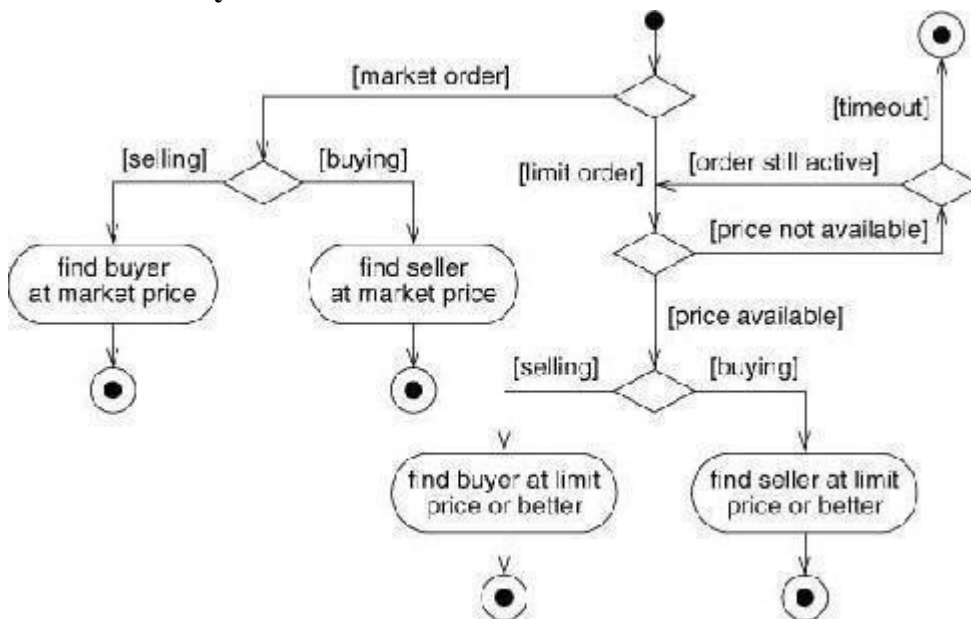 [market order]
[timeout]
[selling]
[buying]
[order still active]
[limit order]
[price not available]
find buyer
at market price
find seller
at market price
[price available]
[selling]
[buying]
find buyer at limit
price or better
find seller at limit
price or better